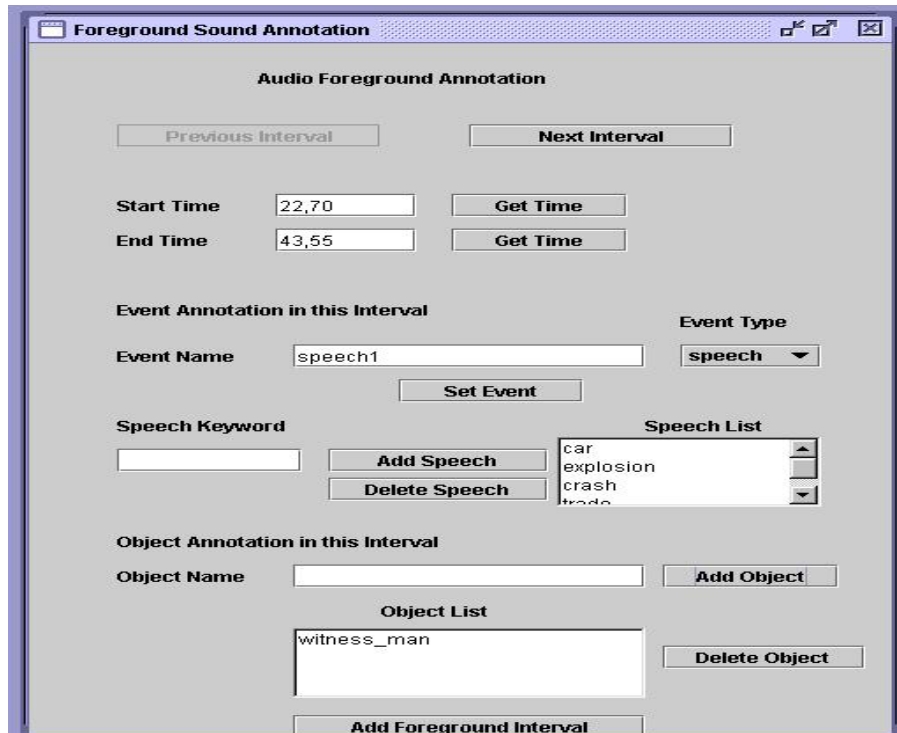 Foreground Sound Annotation
Audio Foreground Annotation
Previous Interval Next Interval
Start Time 22,70 Get Time
End Time 43,55 Get Time
Event Annotation in this Interval
Event Type
Event Name speech1 speech
Set Event
Speech Keyword Speech List
car
Add Speech explosion
Delete Speech crash
trade
Object Annotation in this Interval
Object Name Add Object
Object List
witness_man
Delete Object
Add Foreground Interval